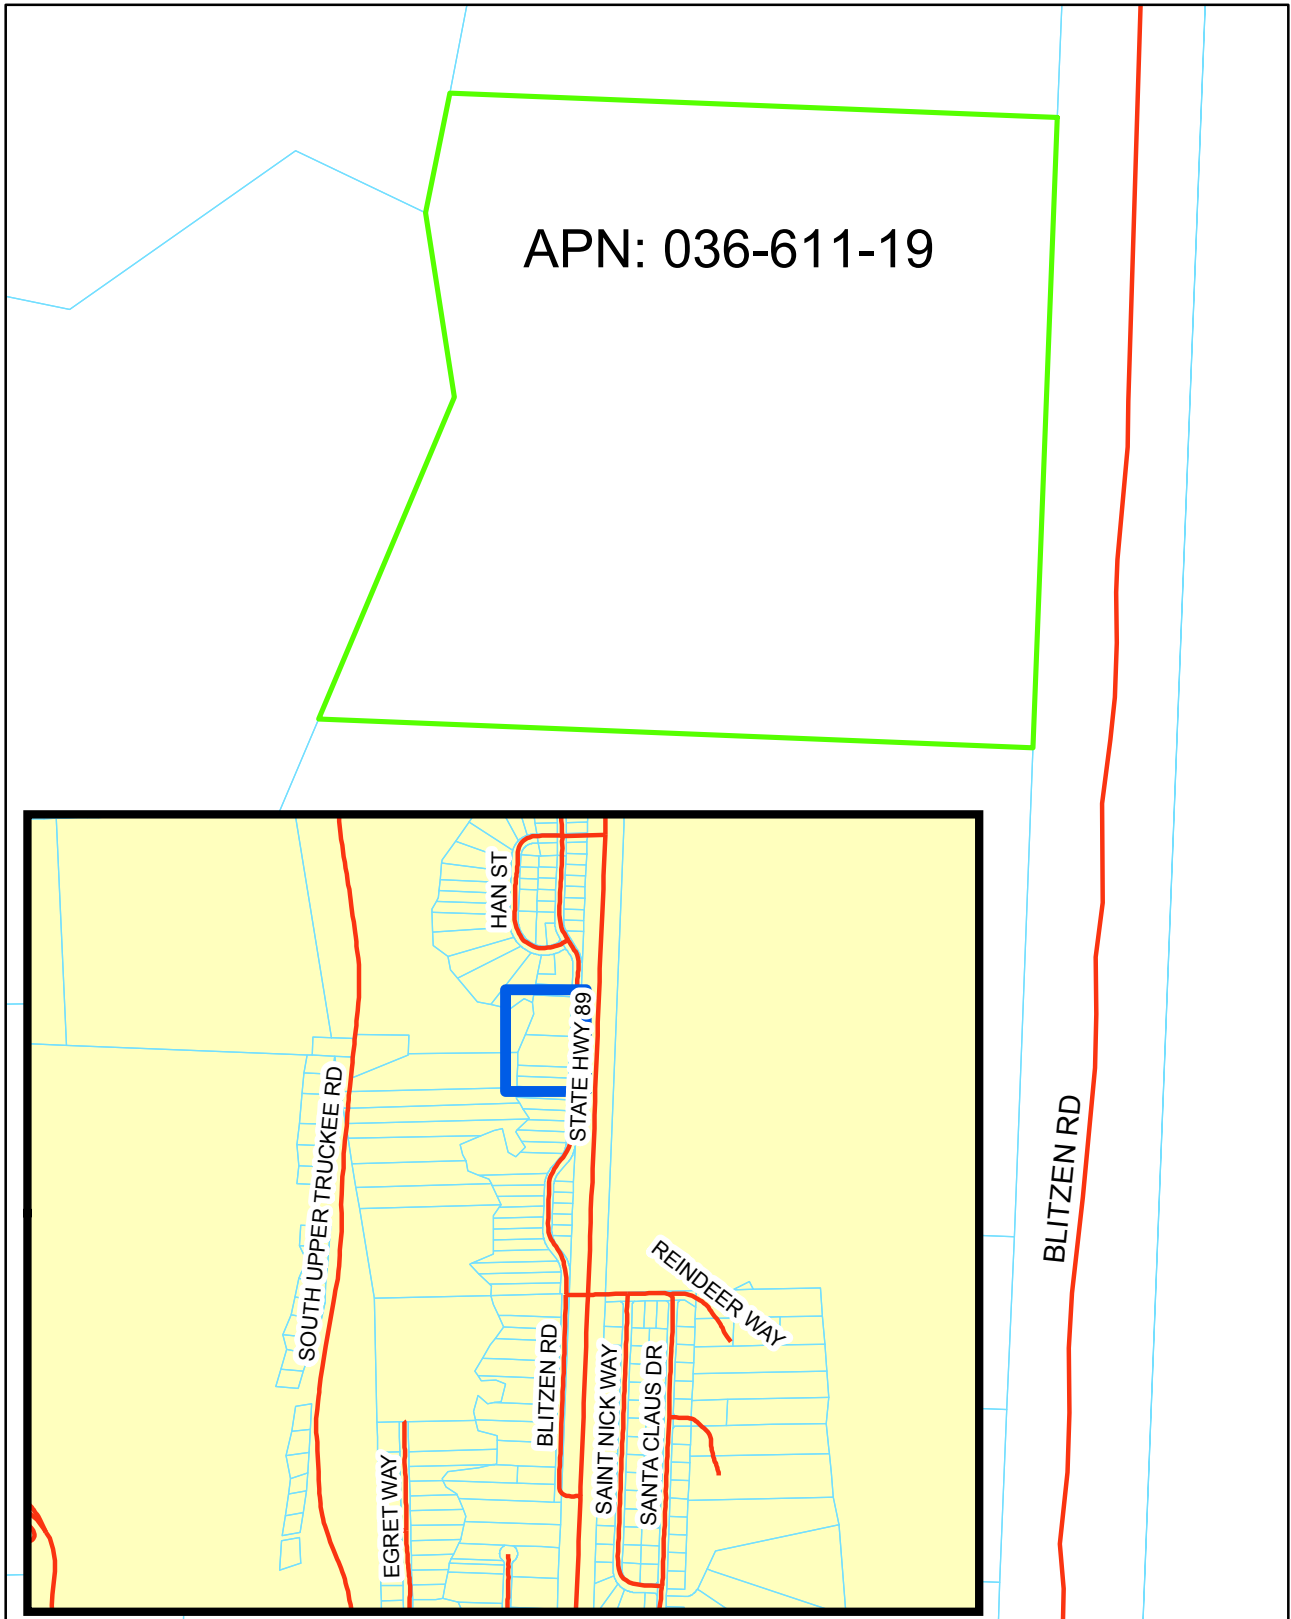 APN: 036-611-19
HAN ST
STATE HWY 89
SOUTH UPPER TRUCKEE RD
BLITZEN RD
REINDEER WAY
BLITZEN RD
SAINT NICK WAY
SANTA CLAUS DR
EGRET WAY